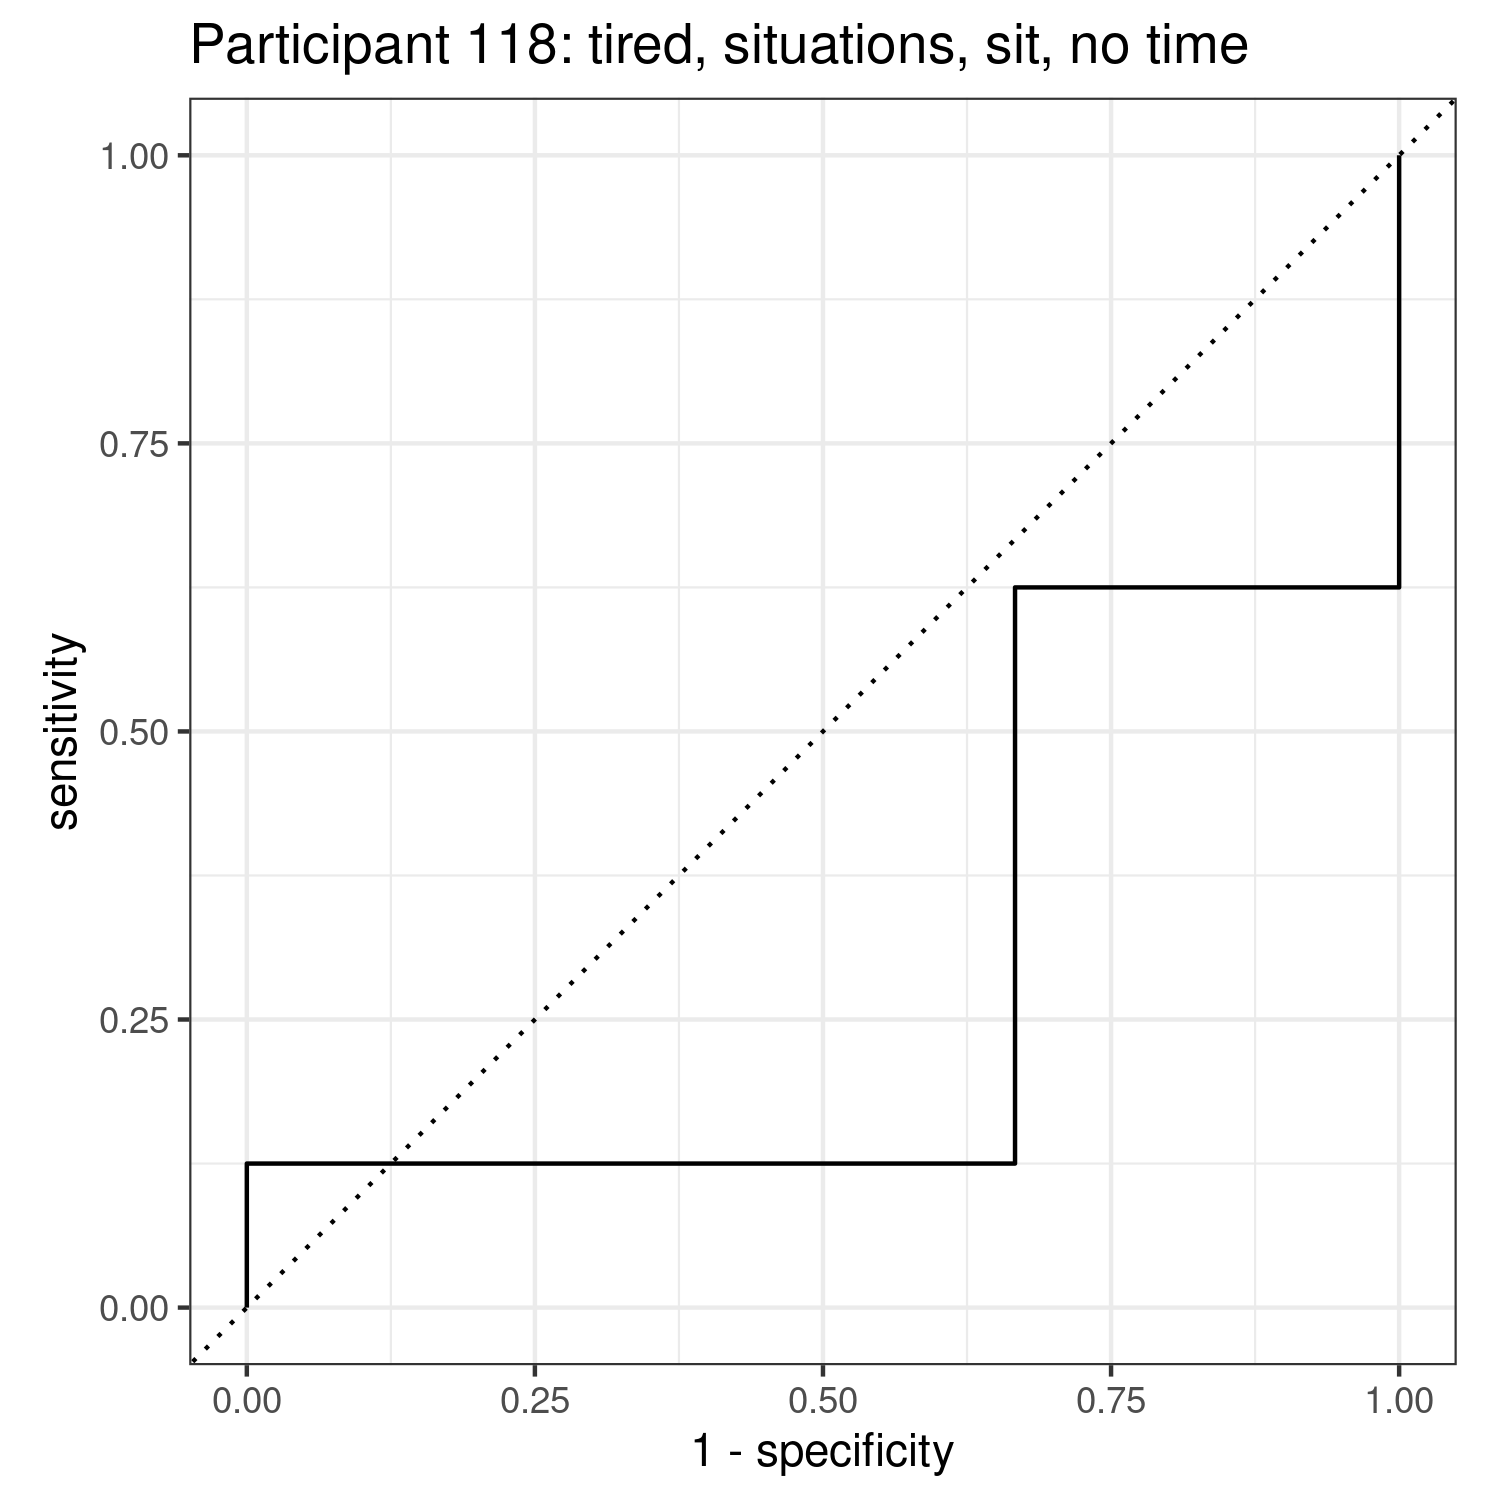 Participant 118: tired, situations, sit, no time
1.00
0.75
0.50
0.25
0.00
sensitivity
0.00 0.25 0.50 0.75 1.00
1 - specificity